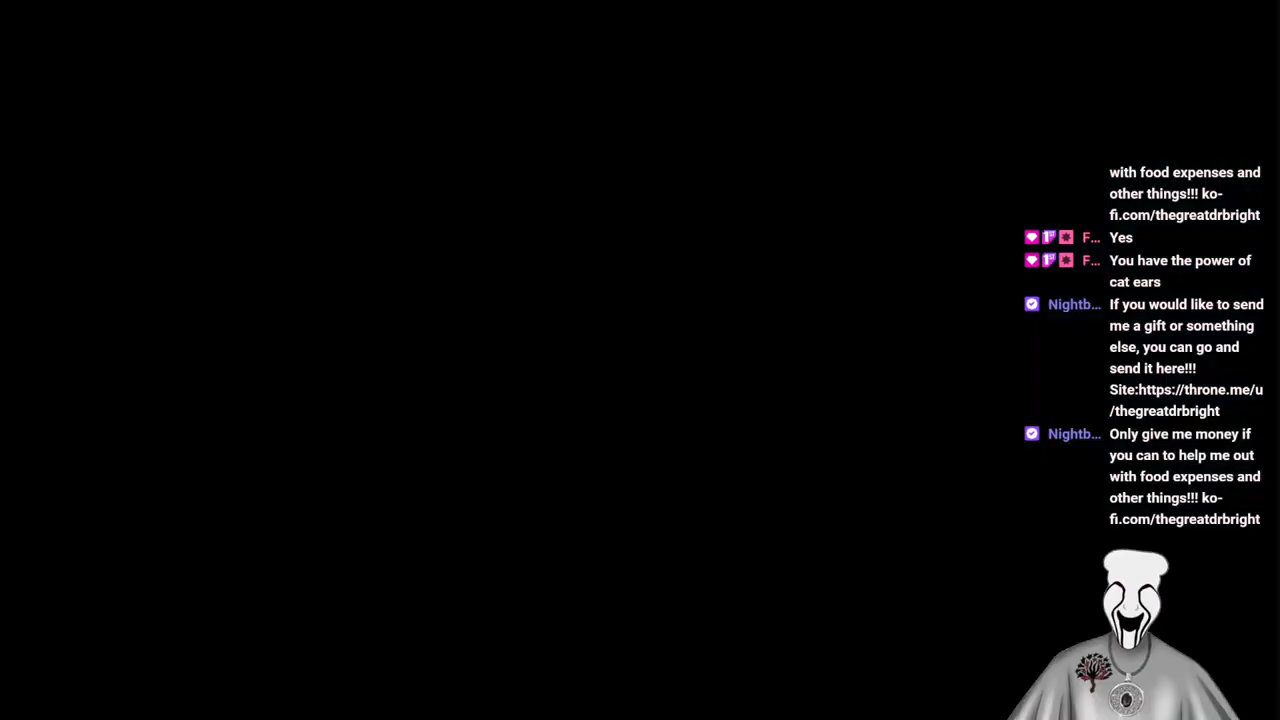 with food expenses and
other things!!! ko-
fi.com/thegreatdrbright
F... Yes
F... You have the power of
cat ears
Nightb... If you would like to send
me a gift or something
else, you can go and
send it here!!!
Site:https://throne.me/u
/thegreatdrbright
Nightb... Only give me money if
you can to help me out
with food expenses and
other things!!! ko-
fi.com/thegreatdrbright